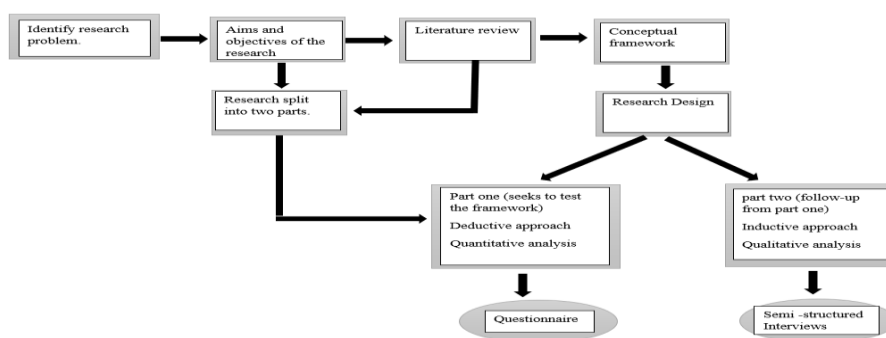 Identify research
problem.
Aims and
objectives of the
research
Literature review
Conceptual
framework
Research split
into two parts.
Research Design
Part one (seeks to test
the framework)
Deductive approach
Quantitative analysis
part two (follow-up
from part one)
Inductive approach
Qualitative analysis
Questionnaire
Semi -structured
Interviews